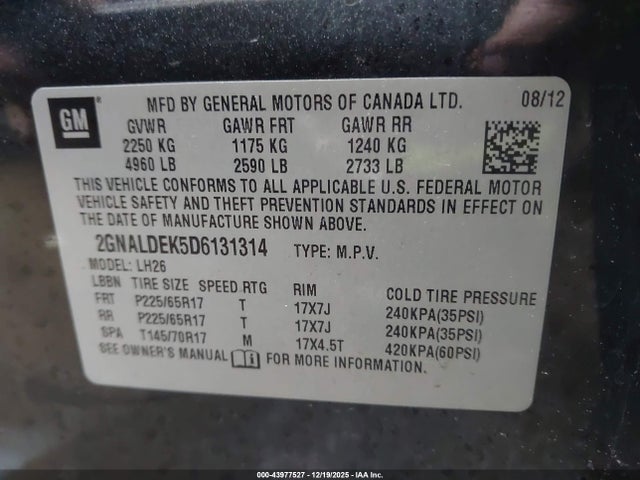 GM
MFD BY GENERAL MOTORS OF CANADA LTD. 08/12
GVWR GAWR FRT GAWR RR
2250 KG 1175 KG 1240 KG
4960 LB 2590 LB 2733 LB
THIS VEHICLE CONFORMS TO ALL APPLICABLE U.S. FEDERAL MOTOR
VEHICLE SAFETY AND THEFT PREVENTION STANDARDS IN EFFECT ON
THE DATE OF MANUFACTURE SHOWN ABOVE.
2GNALDEK5D6131314 TYPE: M.P.V.
MODEL: LH26
LBBN TIRE SIZE SPEED RTG RIM COLD TIRE PRESSURE
FRT P225/65R17 T 17X7J 240KPA(35PSI)
RR P225/65R17 T 17X7J 240KPA(35PSI)
SPA T145/70R17 M 17X4.5T 420KPA(60PSI)
SEE OWNER'S MANUAL FOR MORE INFORMATION.
000-43977527 - 12/19/2025 - IAA Inc.